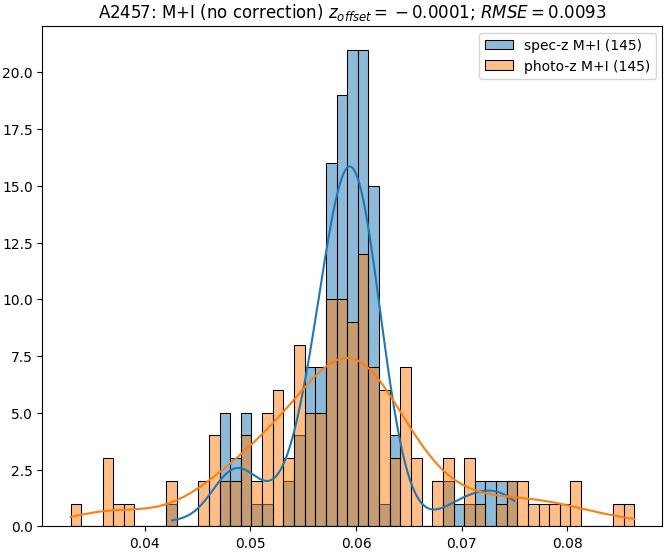 A2457: M+I (no correction) z_offset = −0.0001; RMSE = 0.0093
spec-z M+I (145)
photo-z M+I (145)
20.0
17.5
15.0
12.5
10.0
7.5
5.0
2.5
0.0
0.04 0.05 0.06 0.07 0.08